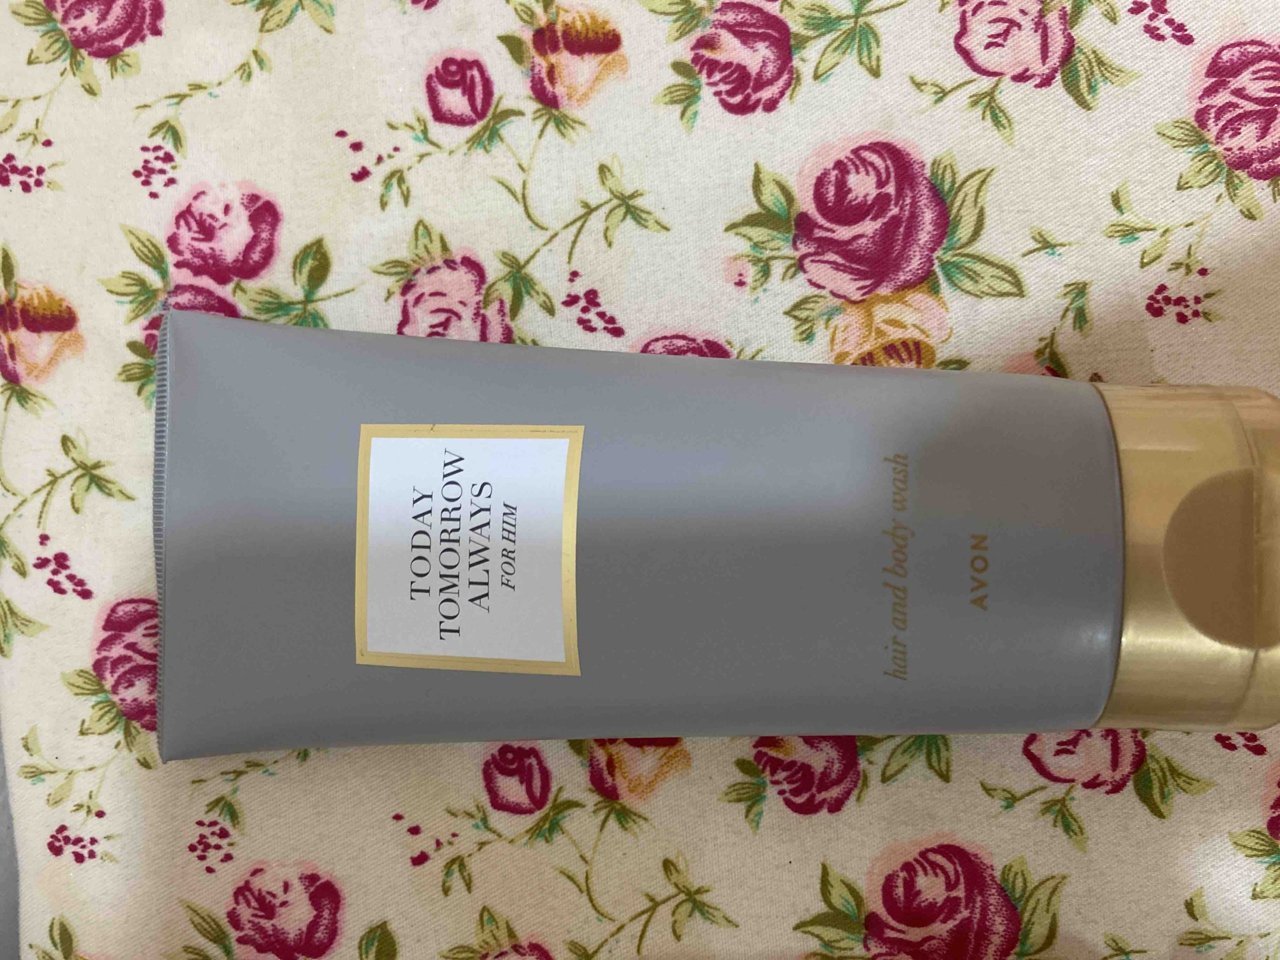 TODAY
TOMORROW
ALWAYS
FOR HIM
hair and body wash
AVON